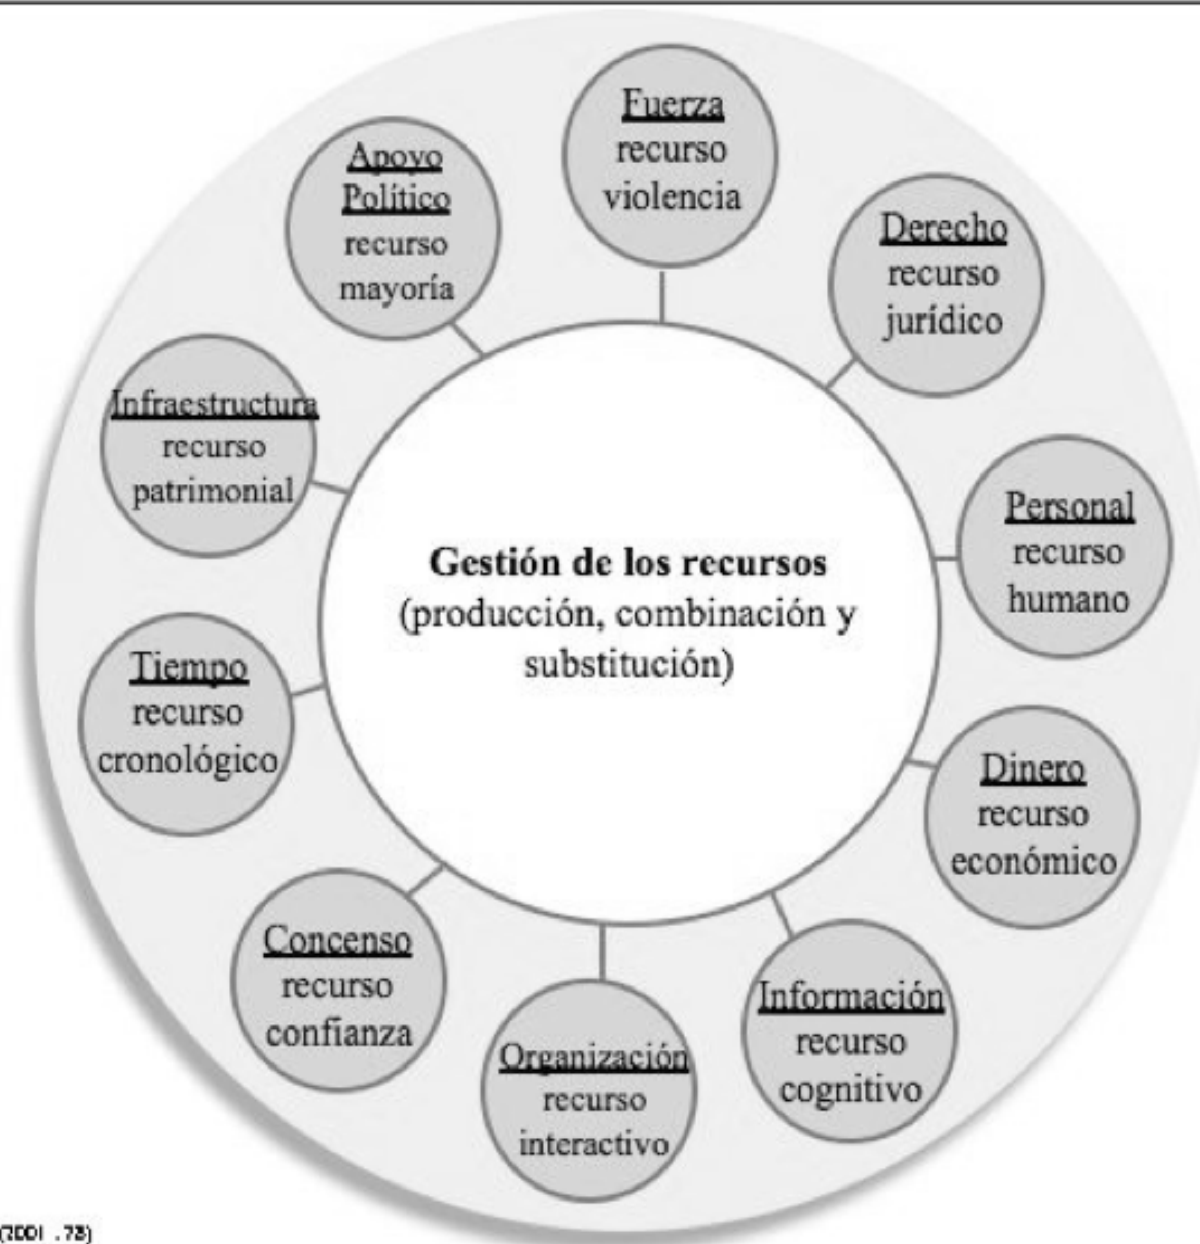 Fuerza
recurso
violencia
Derecho
recurso
jurídico
Personal
recurso
humano
Dinero
recurso
económico
Información
recurso
cognitivo
Organización
recurso
interactivo
Concenso
recurso
confianza
Tiempo
recurso
cronológico
Infraestructura
recurso
patrimonial
Apoyo
Político
recurso
mayoría
Gestión de los recursos
(producción, combinación y
substitución)